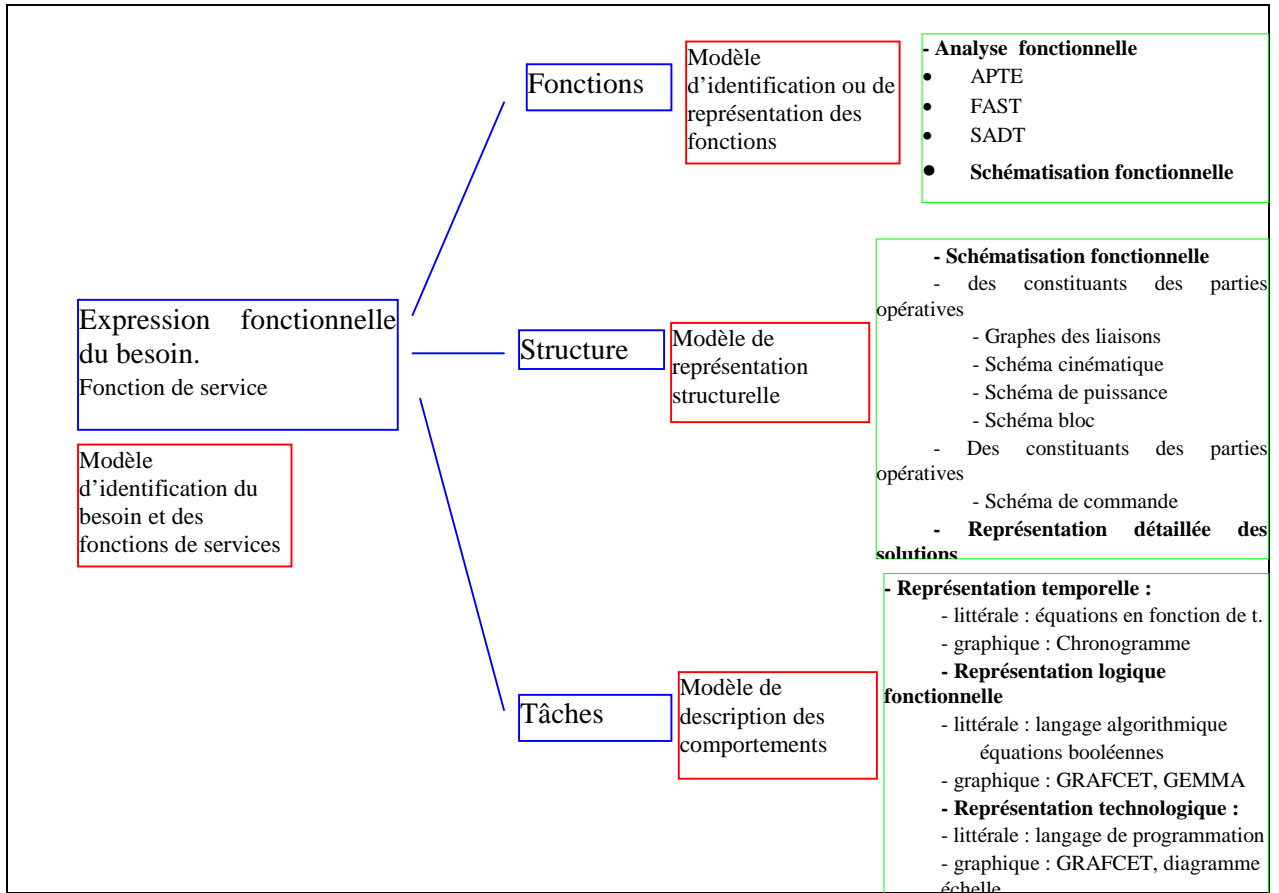 Expression fonctionnelle
du besoin.
Fonction de service
Modèle
d'identification du
besoin et des
fonctions de services
Fonctions
Modèle
d'identification ou de
représentation des
fonctions
- Analyse fonctionnelle
• APTE
• FAST
• SADT
• Schématisation fonctionnelle
Structure
Modèle de
représentation
structurelle
- Schématisation fonctionnelle
- des constituants des parties
opératives
- Graphes des liaisons
- Schéma cinématique
- Schéma de puissance
- Schéma bloc
- Des constituants des parties
opératives
- Schéma de commande
- Représentation détaillée des
solutions
Tâches
Modèle de
description des
comportements
- Représentation temporelle :
- littérale : équations en fonction de t.
- graphique : Chronogramme
- Représentation logique
fonctionnelle
- littérale : langage algorithmique
équations booléennes
- graphique : GRAFCET, GEMMA
- Représentation technologique :
- littérale : langage de programmation
- graphique : GRAFCET, diagramme
échelle